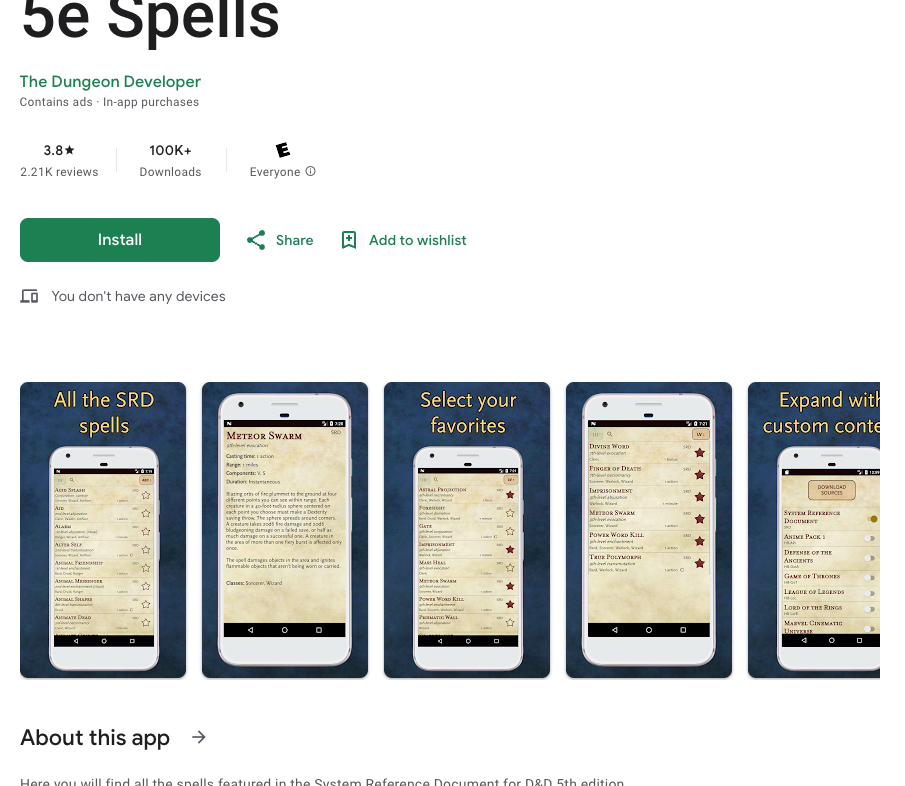 5e Spells
The Dungeon Developer
Contains ads · In-app purchases
3.8★
2.21K reviews
100K+
Downloads
E
Everyone
Install
Share
Add to wishlist
You don't have any devices
All the SRD
spells
ACID SPLASH
AID
ALARM
ALTER SELF
ANIMAL FRIENDSHIP
ANIMAL MESSENGER
ANIMAL SHAPES
ANIMATE DEAD
METEOR SWARM
SRD
9th-level evocation
Casting time: 1 action
Range: 1 miles
Components: V, S
Duration: Instantaneous
Blazing orbs of fire plummet to the ground at four
different points you can see within range. Each
creature in a 40-foot-radius sphere centered on
each point you choose must make a Dexterity
saving throw. The sphere spreads around corners.
A creature takes 20d6 fire damage and 20d6
bludgeoning damage on a failed save, or half as
much damage on a successful one. A creature in
the area of more than one fiery burst is affected only
once.
The spell damages objects in the area and ignites
flammable objects that aren't being worn or carried.
Classes: Sorcerer, Wizard
Select your
favorites
ASTRAL PROJECTION
FORESIGHT
GATE
IMPRISONMENT
MASS HEAL
METEOR SWARM
POWER WORD KILL
PRISMATIC WALL
7:21
DIVINE WORD
FINGER OF DEATH
IMPRISONMENT
METEOR SWARM
POWER WORD KILL
TRUE POLYMORPH
Expand with
custom conte
DOWNLOAD
SOURCES
SYSTEM REFERENCE
DOCUMENT
SRD
ANIME PACK 1
DEFENSE OF THE
ANCIENTS
GAME OF THRONES
LEAGUE OF LEGENDS
LORD OF THE RINGS
MARVEL CINEMATIC
UNIVERSE
About this app
Here you will find all the spells featured in the System Reference Document for D&D 5th edition